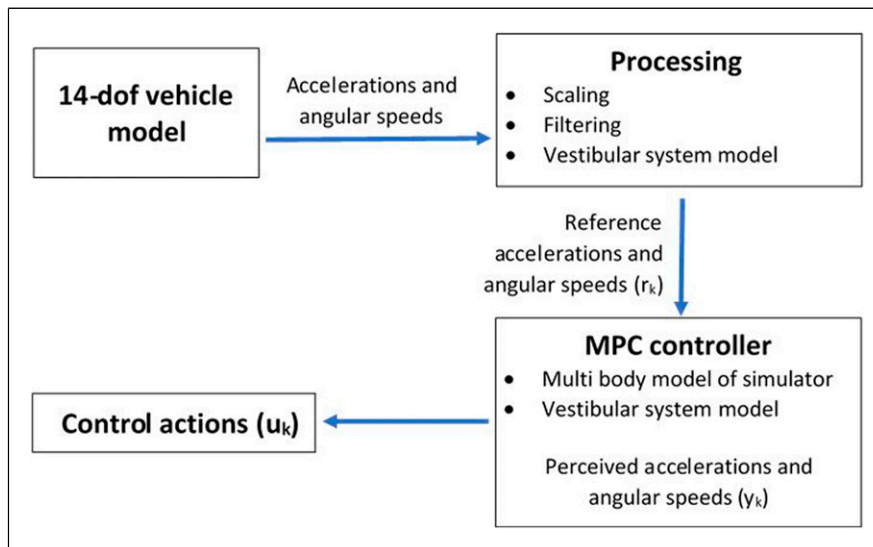 14-dof vehicle
model
Accelerations and
angular speeds
Processing
• Scaling
• Filtering
• Vestibular system model
Reference
accelerations and
angular speeds (rₖ)
MPC controller
• Multi body model of simulator
• Vestibular system model
Perceived accelerations and
angular speeds (yₖ)
Control actions (uₖ)